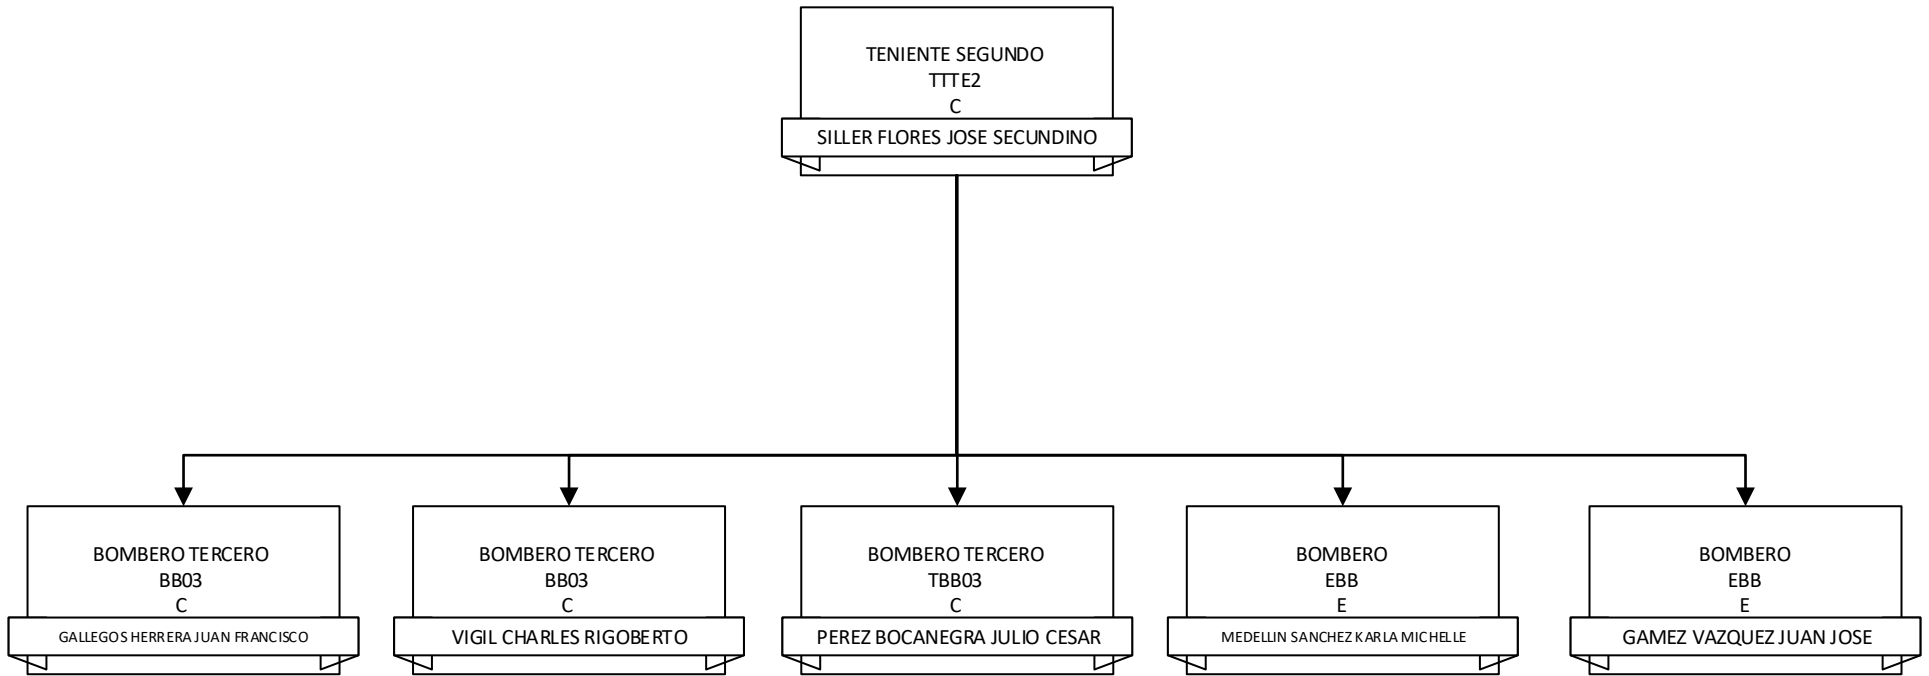 TENIENTE SEGUNDO
TTTE2
C
SILLER FLORES JOSE SECUNDINO
BOMBERO TERCERO
BB03
C
GALLEGOS HERRERA JUAN FRANCISCO
BOMBERO TERCERO
BB03
C
VIGIL CHARLES RIGOBERTO
BOMBERO TERCERO
TBB03
C
PEREZ BOCANEGRA JULIO CESAR
BOMBERO
EBB
E
MEDELLIN SANCHEZ KARLA MICHELLE
BOMBERO
EBB
E
GAMEZ VAZQUEZ JUAN JOSE